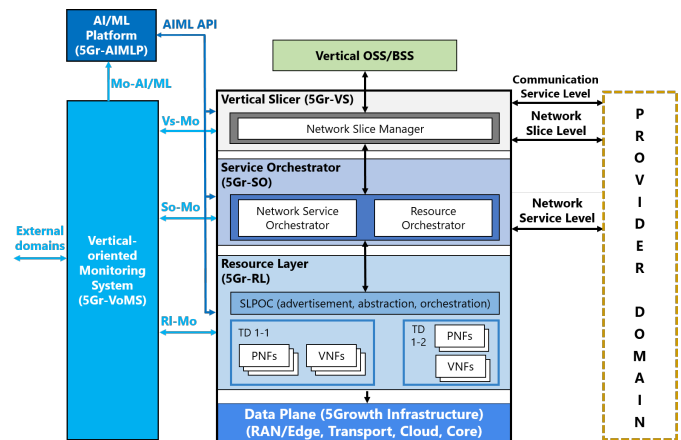 AI/ML
Platform
(5Gr-AIMLP)
AIML API
Vertical OSS/BSS
Mo-AI/ML
Communication
Service Level
Vertical Slicer (5Gr-VS)
Vs-Mo
Network Slice Manager
Network
Slice Level
Service Orchestrator
(5Gr-SO)
So-Mo
Network Service
Orchestrator
Resource
Orchestrator
Network
Service Level
External
domains
Vertical-
oriented
Monitoring
System
(5Gr-VoMS)
Resource Layer
(5Gr-RL)
SLPOC (advertisement, abstraction, orchestration)
Rl-Mo
TD 1-1
PNFs
VNFs
TD
1-2
PNFs
VNFs
Data Plane (5Growth Infrastructure)
(RAN/Edge, Transport, Cloud, Core)
P
R
O
V
I
D
E
R
D
O
M
A
I
N